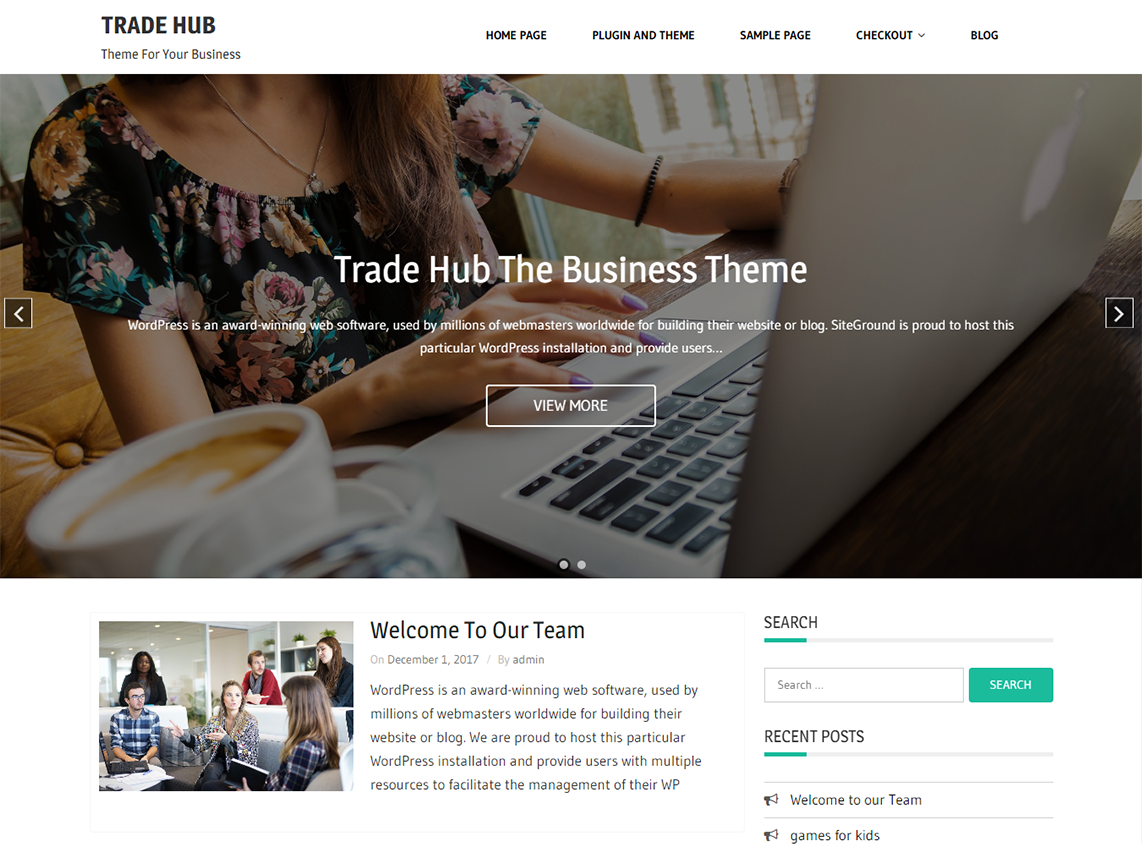 TRADE HUB
Theme For Your Business
HOME PAGE
PLUGIN AND THEME
SAMPLE PAGE
CHECKOUT
BLOG
Trade Hub The Business Theme
WordPress is an award-winning web software, used by millions of webmasters worldwide for building their website or blog. SiteGround is proud to host this
particular WordPress installation and provide users...
VIEW MORE
Welcome To Our Team
On December 1, 2017 / By admin
WordPress is an award-winning web software, used by
millions of webmasters worldwide for building their
website or blog. We are proud to host this particular
WordPress installation and provide users with multiple
resources to facilitate the management of their WP
SEARCH
Search ...
SEARCH
RECENT POSTS
Welcome to our Team
games for kids